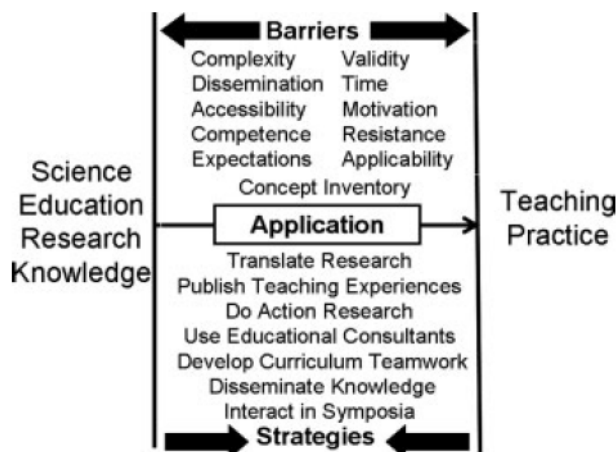 Barriers
Complexity Validity
Dissemination Time
Accessibility Motivation
Competence Resistance
Expectations Applicability
Concept Inventory
Science
Education
Research
Knowledge
Application
Teaching
Practice
Translate Research
Publish Teaching Experiences
Do Action Research
Use Educational Consultants
Develop Curriculum Teamwork
Disseminate Knowledge
Interact in Symposia
Strategies